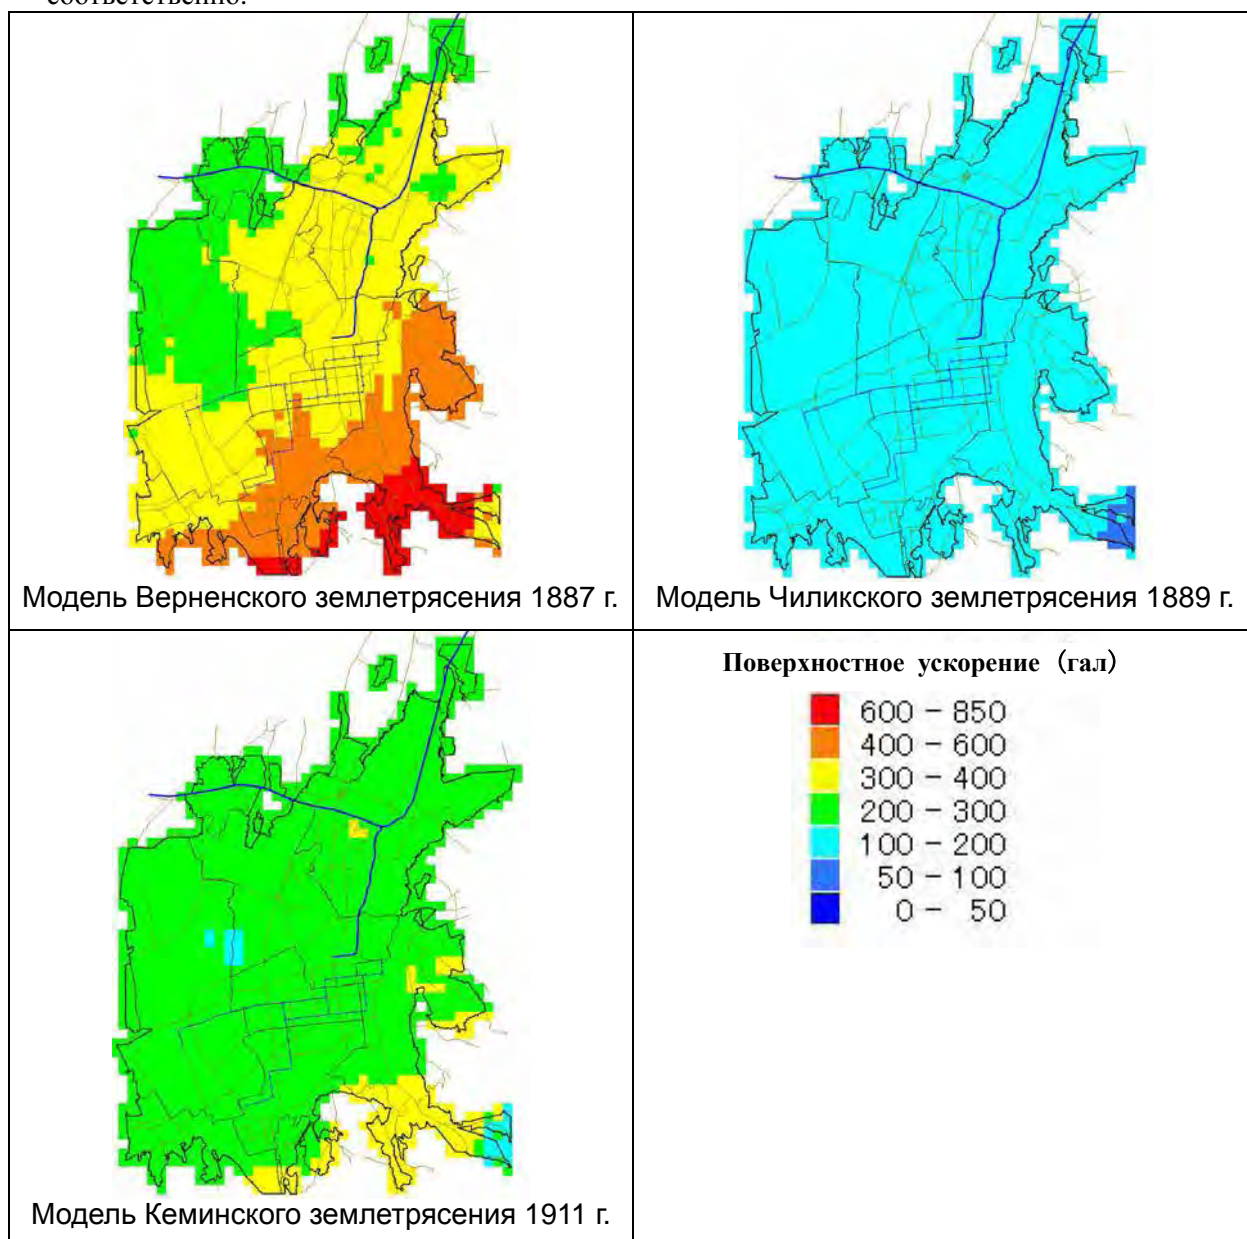 соответственно.
Модель Верненского землетрясения 1887 г.
Модель Чиликского землетрясения 1889 г.
Модель Кеминского землетрясения 1911 г.
Поверхностное ускорение (гал)
600 – 850
400 – 600
300 – 400
200 – 300
100 – 200
50 – 100
0 – 50